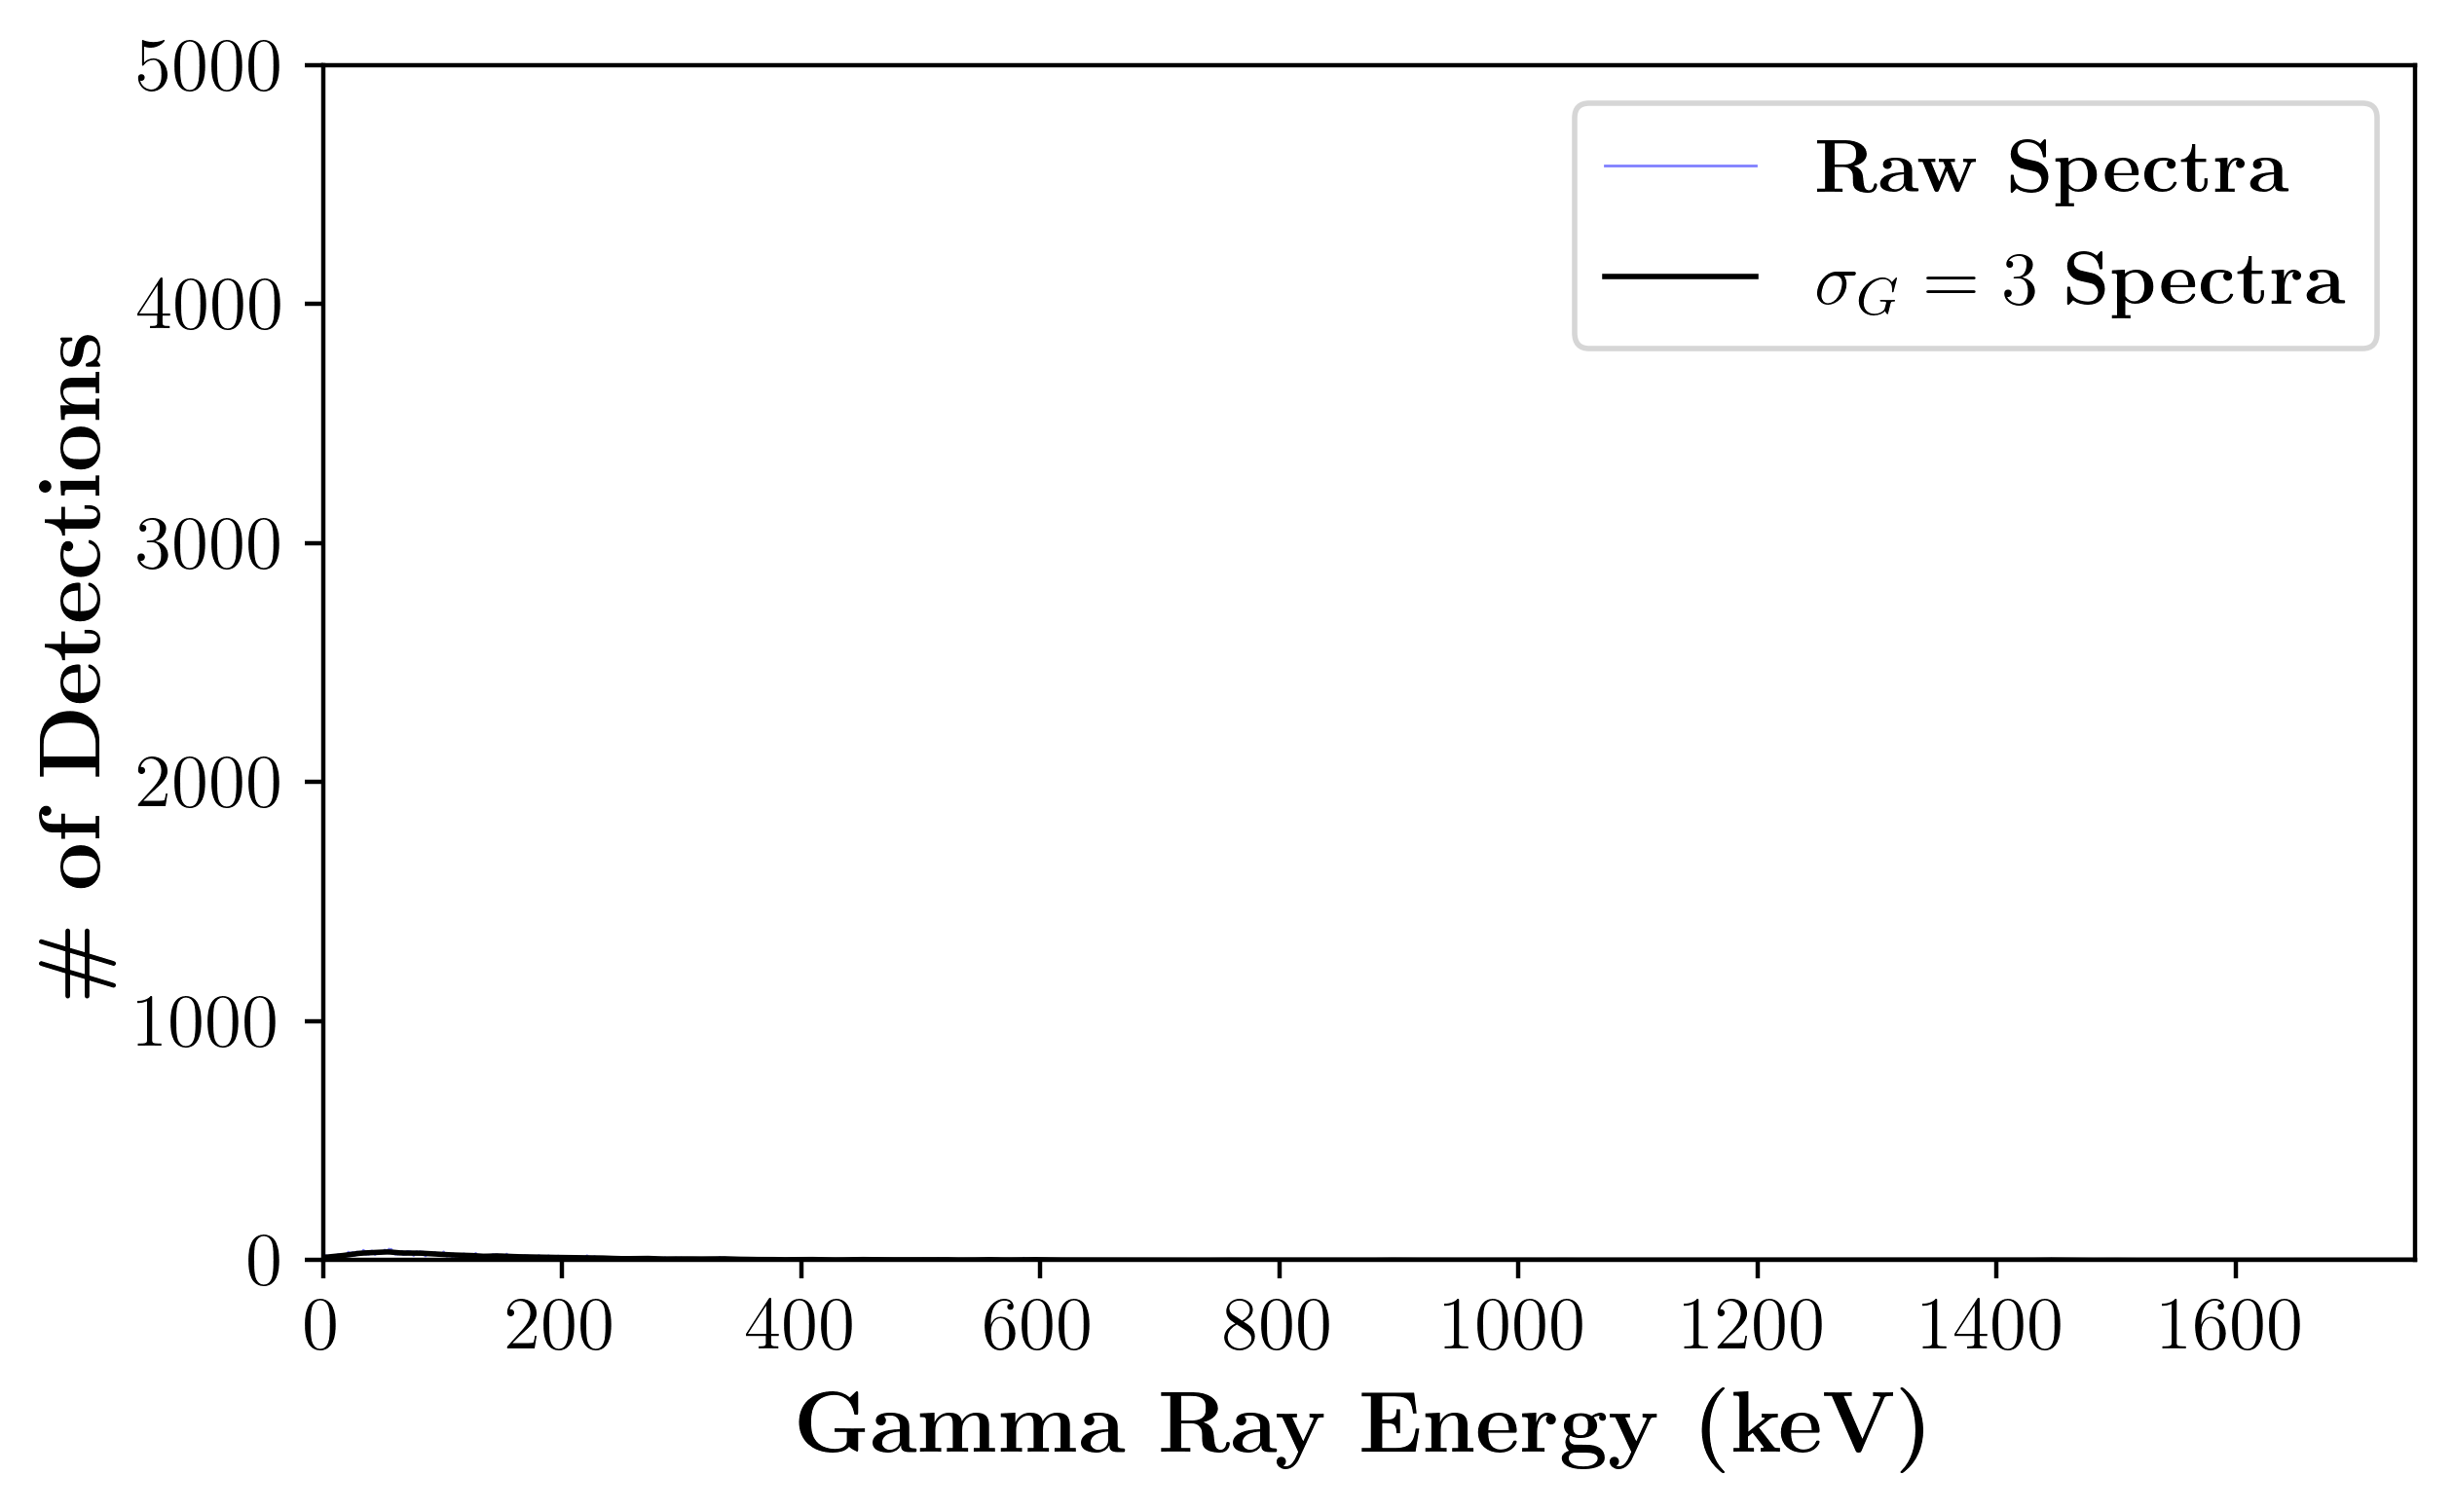 5000
4000
3000
2000
1000
0
# of Detections
Raw Spectra
σ_G = 3 Spectra
0 200 400 600 800 1000 1200 1400 1600
Gamma Ray Energy (keV)